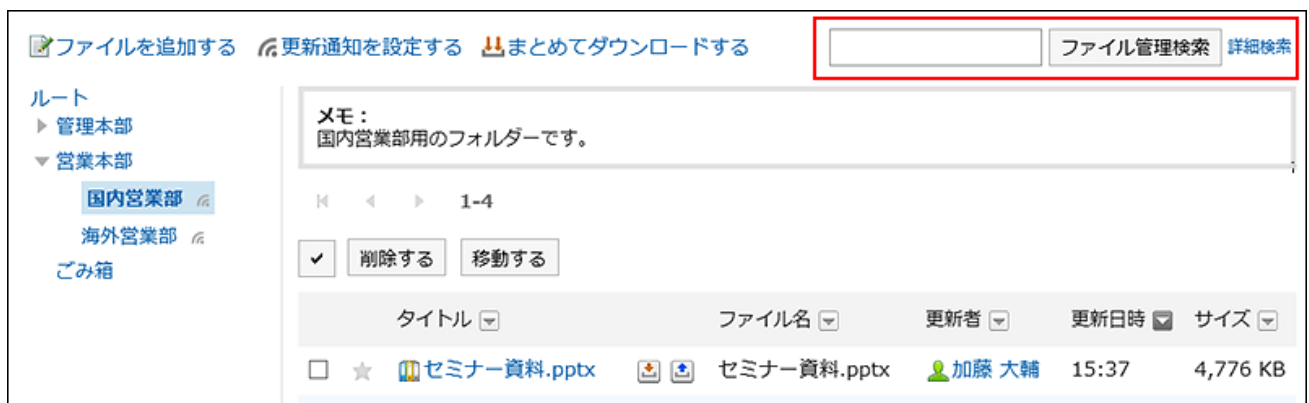 ファイルを追加する 更新通知を設定する まとめてダウンロードする ファイル管理検索 詳細検索
ルート
管理本部
営業本部
国内営業部
海外営業部
ごみ箱
メモ：
国内営業部用のフォルダーです。
1-4
削除する 移動する
タイトル ファイル名 更新者 更新日時 サイズ
セミナー資料.pptx セミナー資料.pptx 加藤 大輔 15:37 4,776 KB